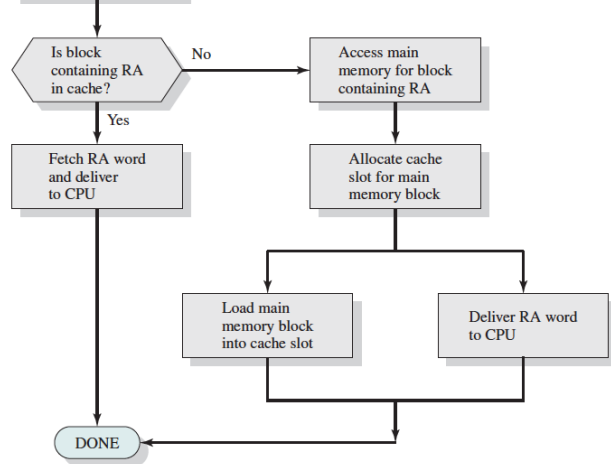 Is block
containing RA
in cache?
No
Access main
memory for block
containing RA
Yes
Fetch RA word
and deliver
to CPU
Allocate cache
slot for main
memory block
Load main
memory block
into cache slot
Deliver RA word
to CPU
DONE